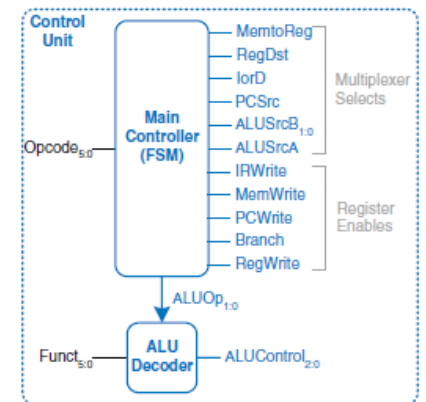 Control
Unit
MemtoReg
RegDst
IorD
PCSrc
ALUSrcB1:0
ALUSrcA
IRWrite
MemWrite
PCWrite
Branch
RegWrite
Multiplexer
Selects
Register
Enables
Main
Controller
(FSM)
Opcode5:0
ALUOp1:0
Funct5:0
ALU
Decoder
ALUControl2:0